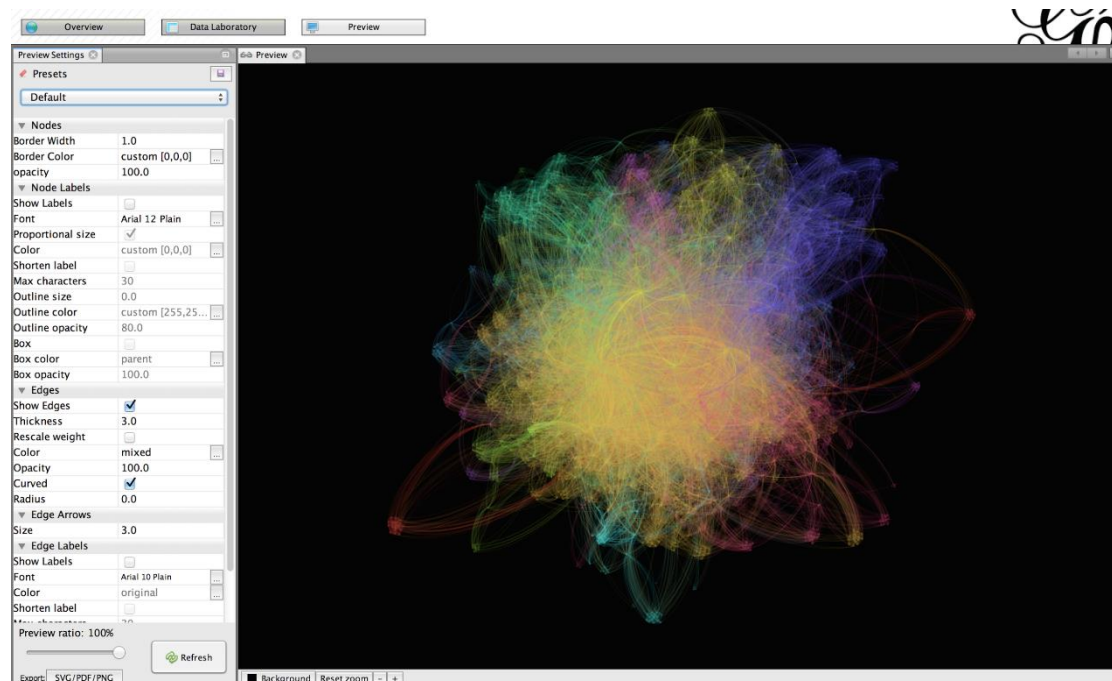 Overview Data Laboratory Preview
Preview Settings
Preview
Presets
Default
Nodes
Border Width 1.0
Border Color custom [0,0,0] ...
opacity 100.0
Node Labels
Show Labels
Font Arial 12 Plain ...
Proportional size
Color custom [0,0,0] ...
Shorten label
Max characters 30
Outline size 0.0
Outline color custom [255,25... ...
Outline opacity 80.0
Box
Box color parent ...
Box opacity 100.0
Edges
Show Edges
Thickness 3.0
Rescale weight
Color mixed ...
Opacity 100.0
Curved
Radius 0.0
Edge Arrows
Size 3.0
Edge Labels
Show Labels
Font Arial 10 Plain ...
Color original ...
Shorten label
Max characters 30
Preview ratio: 100%
Refresh
Export: SVG/PDF/PNG
Background Reset zoom - +